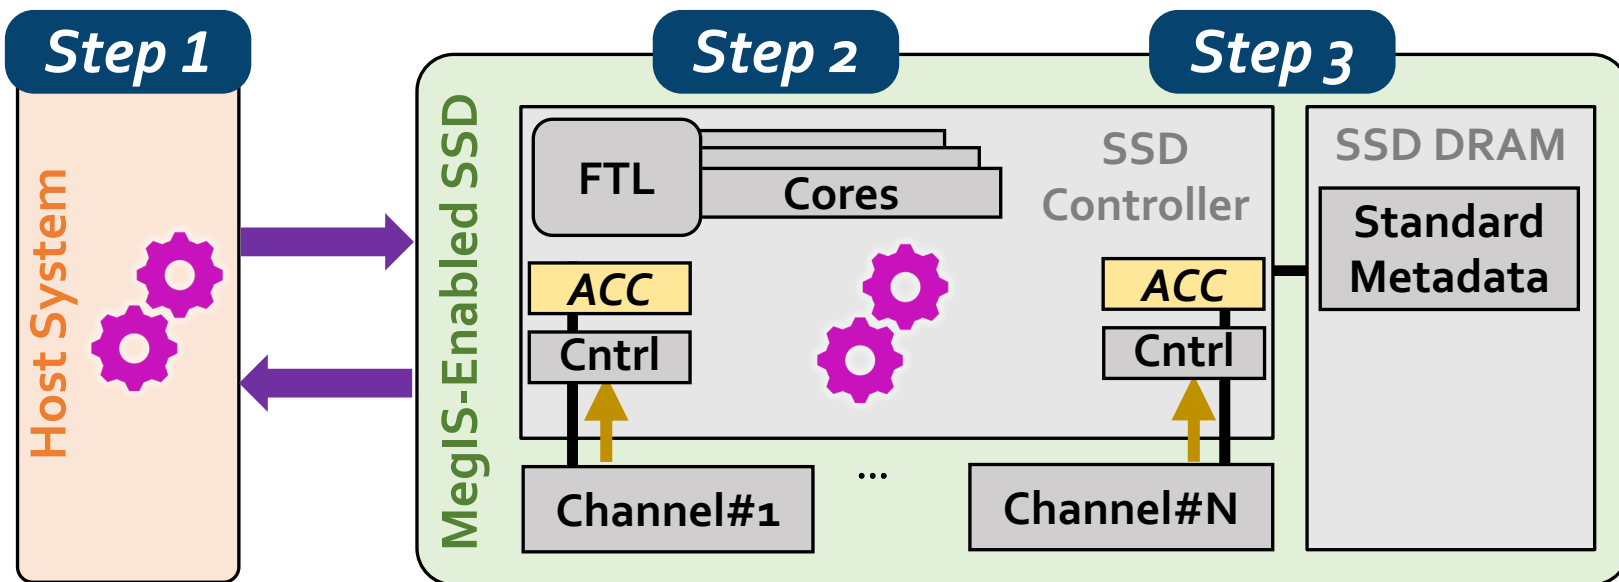 Step 1
Step 2
Step 3
Host System
MegIS-Enabled SSD
FTL
Cores
SSD
Controller
SSD DRAM
Standard
Metadata
ACC
ACC
Cntrl
Cntrl
Channel#1
...
Channel#N